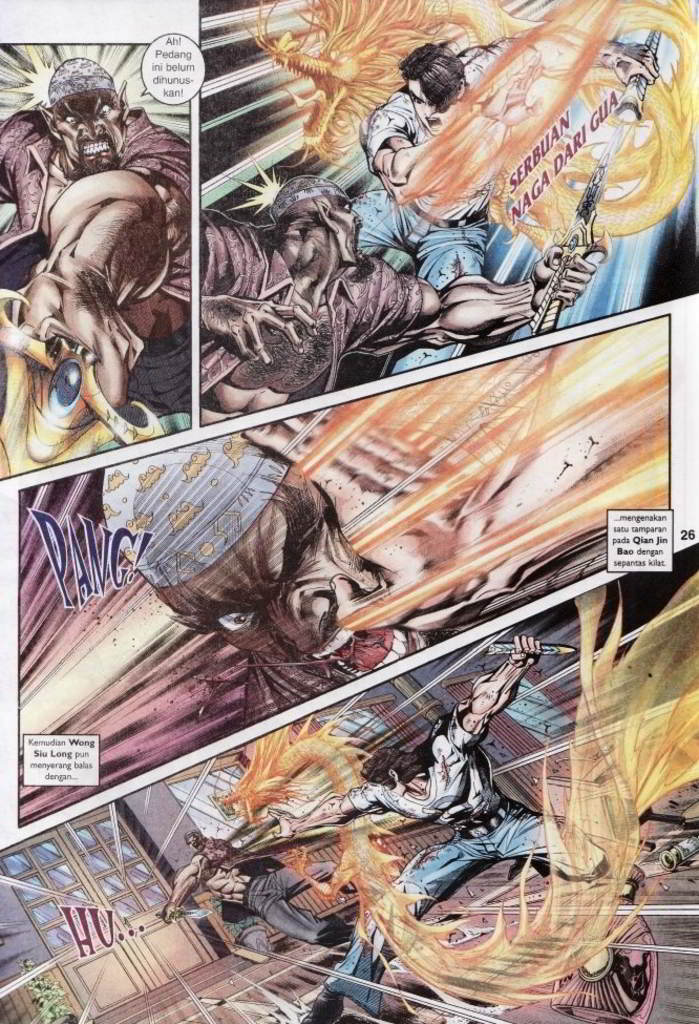 Ah!
Pedang
ini belum
dihunus-
kan!
SERBUAN
NAGA DARI GUA
PANG!
...mengenakan
satu tamparan
pada Qian Jin
Bao dengan
sepantas kilat.
26
Kemudian Wong
Siu Long pun
menyerang balas
dengan...
HU...